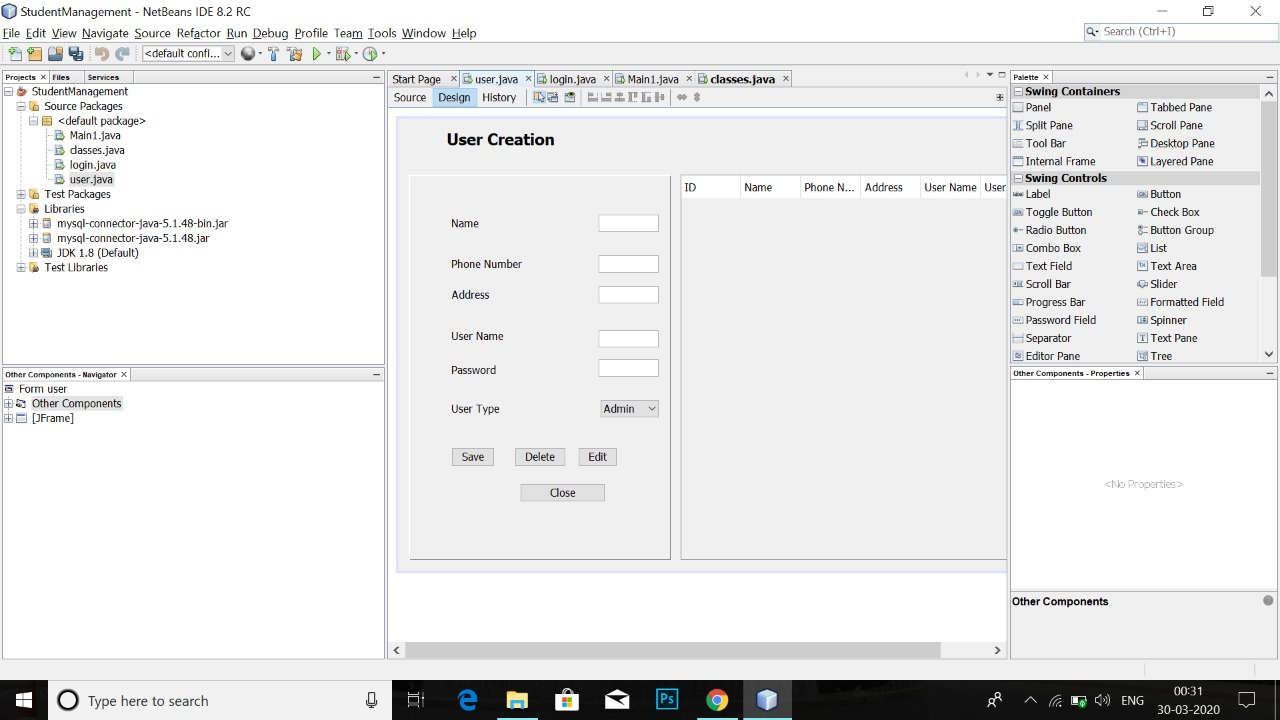 StudentManagement - NetBeans IDE 8.2 RC
File Edit View Navigate Source Refactor Run Debug Profile Team Tools Window Help
Search (Ctrl+I)
<default confi...
Projects Files Services
StudentManagement
Source Packages
<default package>
Main1.java
classes.java
login.java
user.java
Test Packages
Libraries
mysql-connector-java-5.1.48-bin.jar
mysql-connector-java-5.1.48.jar
JDK 1.8 (Default)
Test Libraries
Other Components - Navigator
Form user
Other Components
[JFrame]
Start Page user.java login.java Main1.java classes.java
Source Design History
User Creation
Name
Phone Number
Address
User Name
Password
User Type Admin
Save Delete Edit
Close
ID Name Phone N... Address User Name User
Palette
Swing Containers
Panel Tabbed Pane
Split Pane Scroll Pane
Tool Bar Desktop Pane
Internal Frame Layered Pane
Swing Controls
Label Button
Toggle Button Check Box
Radio Button Button Group
Combo Box List
Text Field Text Area
Scroll Bar Slider
Progress Bar Formatted Field
Password Field Spinner
Separator Text Pane
Editor Pane Tree
Other Components - Properties
<No Properties>
Other Components
Type here to search
Ps
ENG
00:31
30-03-2020